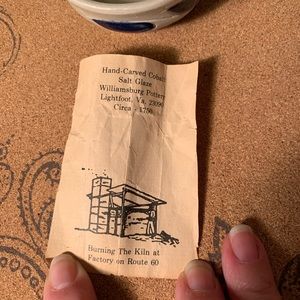 Hand-Carved Cobalt
Salt Glaze
Williamsburg Pottery
Lightfoot, Va. 23090
Circa - 1750
Burning The Kiln at
Factory on Route 60